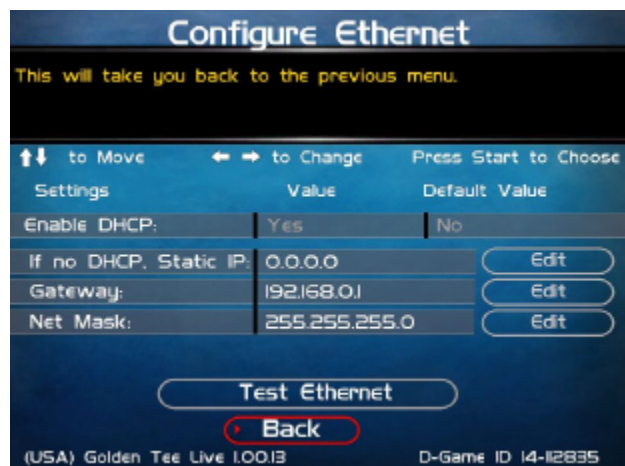 Configure Ethernet
This will take you back to the previous menu.
to Move to Change Press Start to Choose
Settings Value Default Value
Enable DHCP: Yes No
If no DHCP, Static IP: 0.0.0.0 Edit
Gateway: 192.168.0.1 Edit
Net Mask: 255.255.255.0 Edit
Test Ethernet
Back
(USA) Golden Tee Live 1.00.13 D-Game ID 14-112835